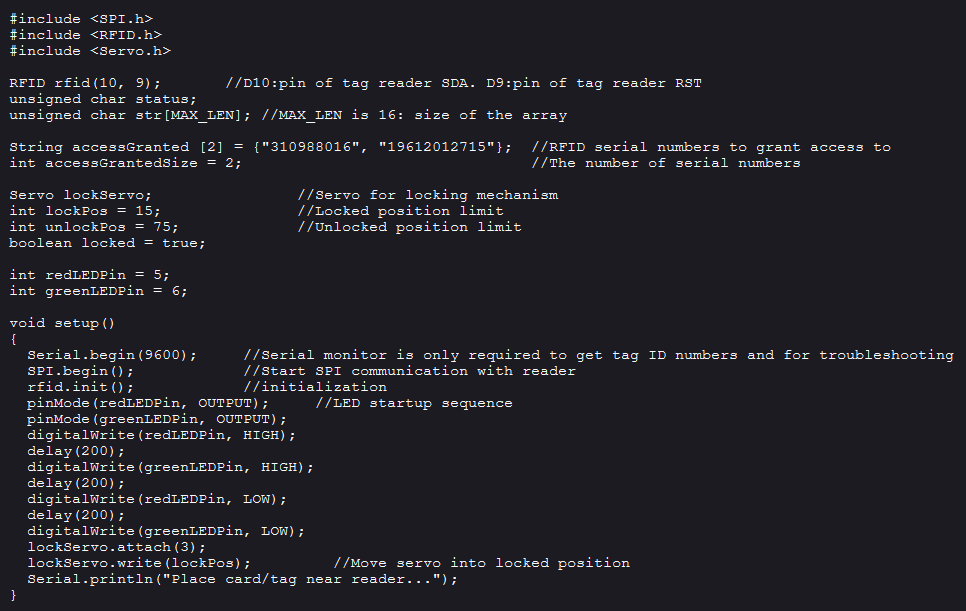 #include <SPI.h>
#include <RFID.h>
#include <Servo.h>

RFID rfid(10, 9);       //D10:pin of tag reader SDA. D9:pin of tag reader RST
unsigned char status;
unsigned char str[MAX_LEN]; //MAX_LEN is 16: size of the array

String accessGranted [2] = {"310988016", "19612012715"};  //RFID serial numbers to grant access to
int accessGrantedSize = 2;                                //The number of serial numbers

Servo lockServo;                //Servo for locking mechanism
int lockPos = 15;               //Locked position limit
int unlockPos = 75;             //Unlocked position limit
boolean locked = true;

int redLEDPin = 5;
int greenLEDPin = 6;

void setup()
{
  Serial.begin(9600);     //Serial monitor is only required to get tag ID numbers and for troubleshooting
  SPI.begin();            //Start SPI communication with reader
  rfid.init();            //initialization
  pinMode(redLEDPin, OUTPUT);     //LED startup sequence
  pinMode(greenLEDPin, OUTPUT);
  digitalWrite(redLEDPin, HIGH);
  delay(200);
  digitalWrite(greenLEDPin, HIGH);
  delay(200);
  digitalWrite(redLEDPin, LOW);
  delay(200);
  digitalWrite(greenLEDPin, LOW);
  lockServo.attach(3);
  lockServo.write(lockPos);         //Move servo into locked position
  Serial.println("Place card/tag near reader...");
}